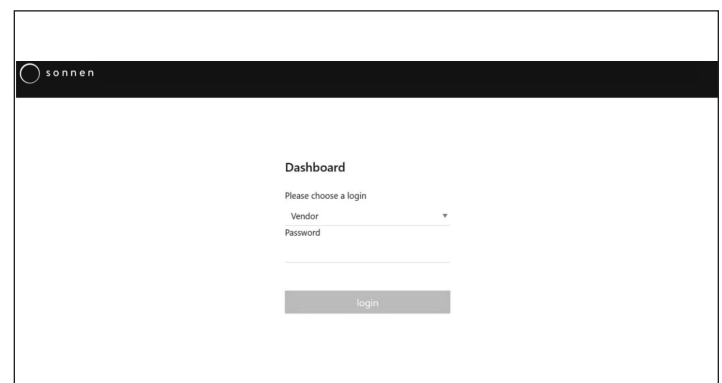 sonnen
Dashboard
Please choose a login
Vendor
Password
login